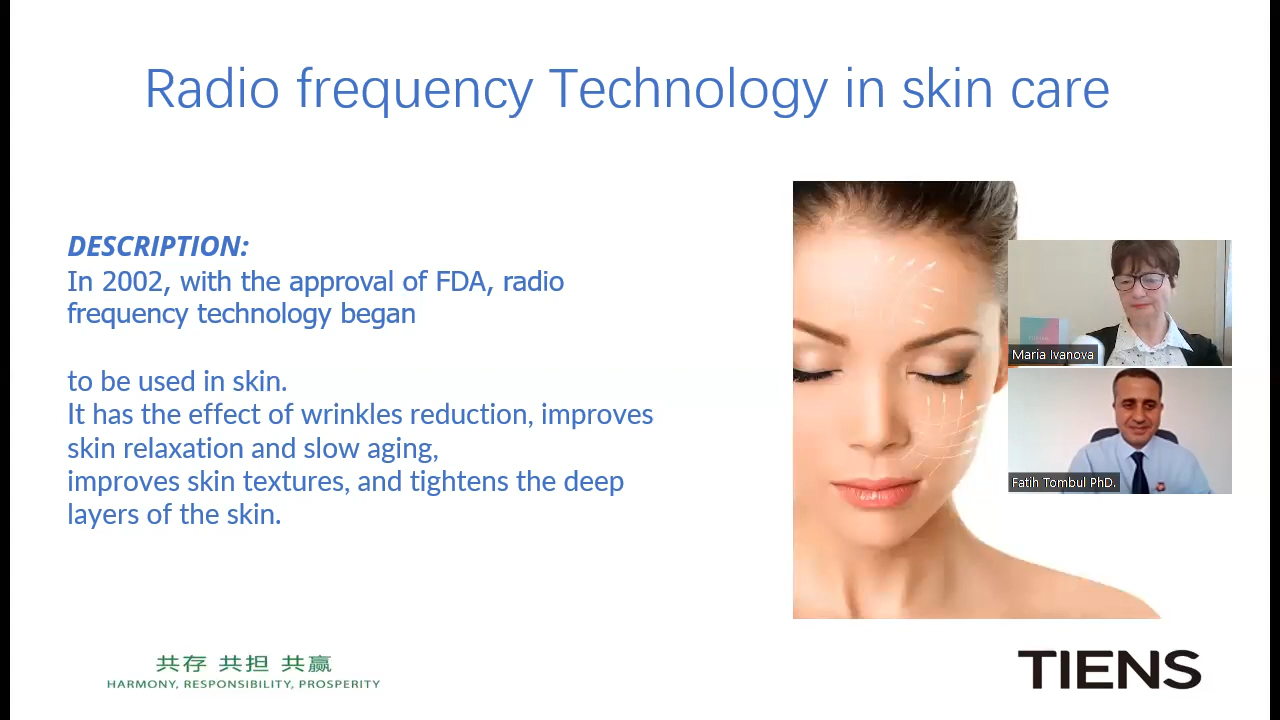 Radio frequency Technology in skin care
DESCRIPTION:
In 2002, with the approval of FDA, radio
frequency technology began
to be used in skin.
It has the effect of wrinkles reduction, improves
skin relaxation and slow aging,
improves skin textures, and tightens the deep
layers of the skin.
Maria Ivanova
Fatih Tombul PhD.
共存 共担 共赢
HARMONY, RESPONSIBILITY, PROSPERITY
TIENS